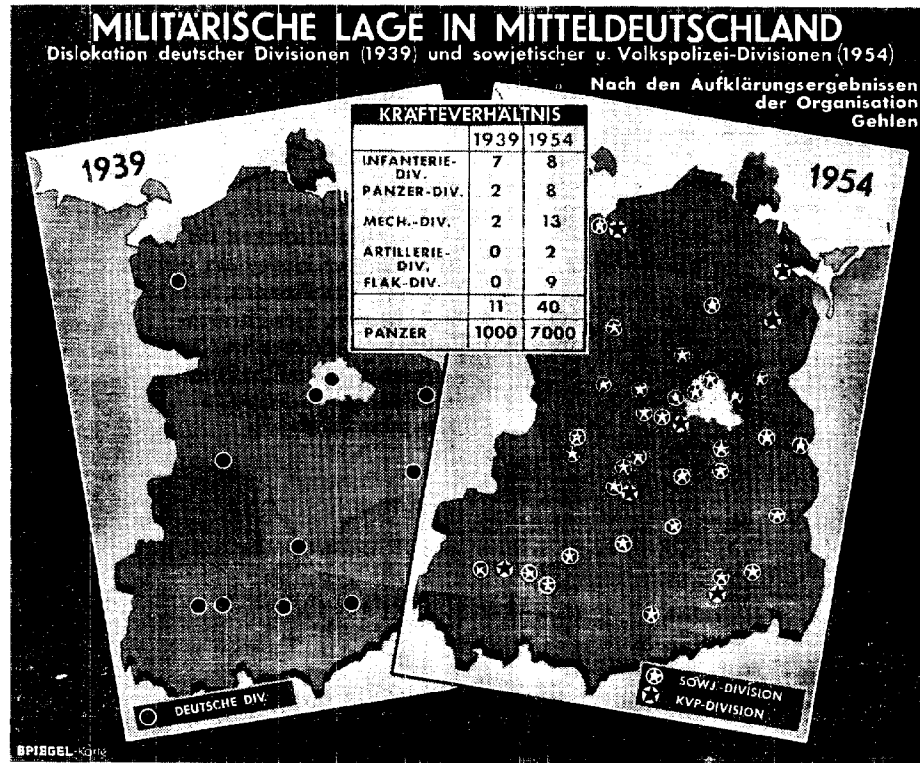 MILITÄRISCHE LAGE IN MITTELDEUTSCHLAND
Dislokation deutscher Divisionen (1939) und sowjetischer u. Volkspolizei-Divisionen (1954)
Nach den Aufklärungsergebnissen
der Organisation
Gehlen
KRÄFTEVERHÄLTNIS
1939 1954
INFANTERIE-DIV. 7 8
PANZER-DIV. 2 8
MECH.-DIV. 2 13
ARTILLERIE-DIV. 0 2
FLAK-DIV. 0 9
11 40
PANZER 1000 7000
1939
1954
DEUTSCHE DIV.
SOWJ.-DIVISION
KVP-DIVISION
SPIEGEL-Karte